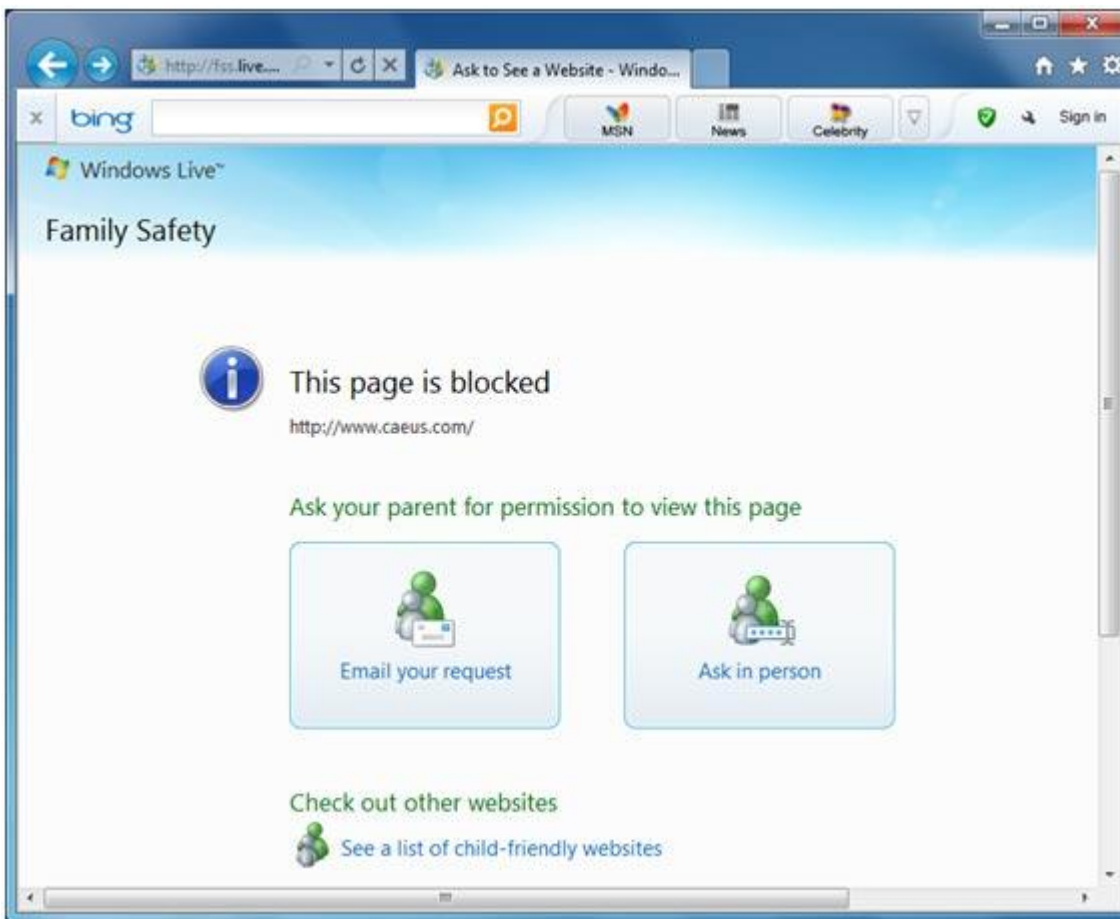 http://fss.live....
Ask to See a Website - Windo...
bing
MSN
News
Celebrity
Sign in
Windows Live™
Family Safety
This page is blocked
http://www.caeus.com/
Ask your parent for permission to view this page
Email your request
Ask in person
Check out other websites
See a list of child-friendly websites